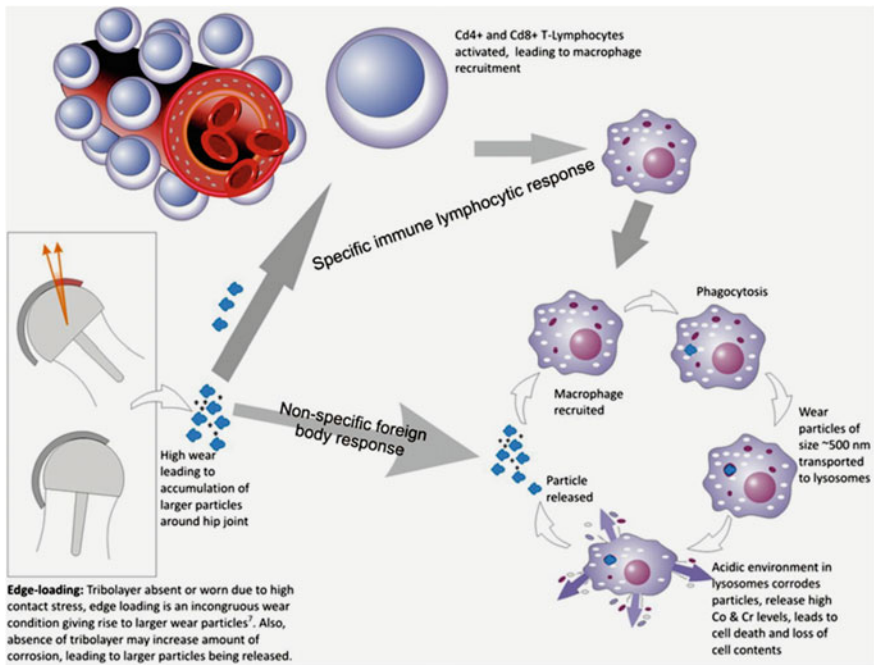 Cd4+ and Cd8+ T-Lymphocytes
activated, leading to macrophage
recruitment
Specific immune lymphocytic response
Phagocytosis
Macrophage
recruited
Non-specific foreign
body response
Wear
particles of
size ~500 nm
transported
to lysosomes
High wear
leading to
accumulation of
larger particles
around hip joint
Particle
released
Acidic environment in
lysosomes corrodes
particles, release high
Co & Cr levels, leads to
cell death and loss of
cell contents
Edge-loading: Tribolayer absent or worn due to high
contact stress, edge loading is an incongruous wear
condition giving rise to larger wear particles⁷. Also,
absence of tribolayer may increase amount of
corrosion, leading to larger particles being released.